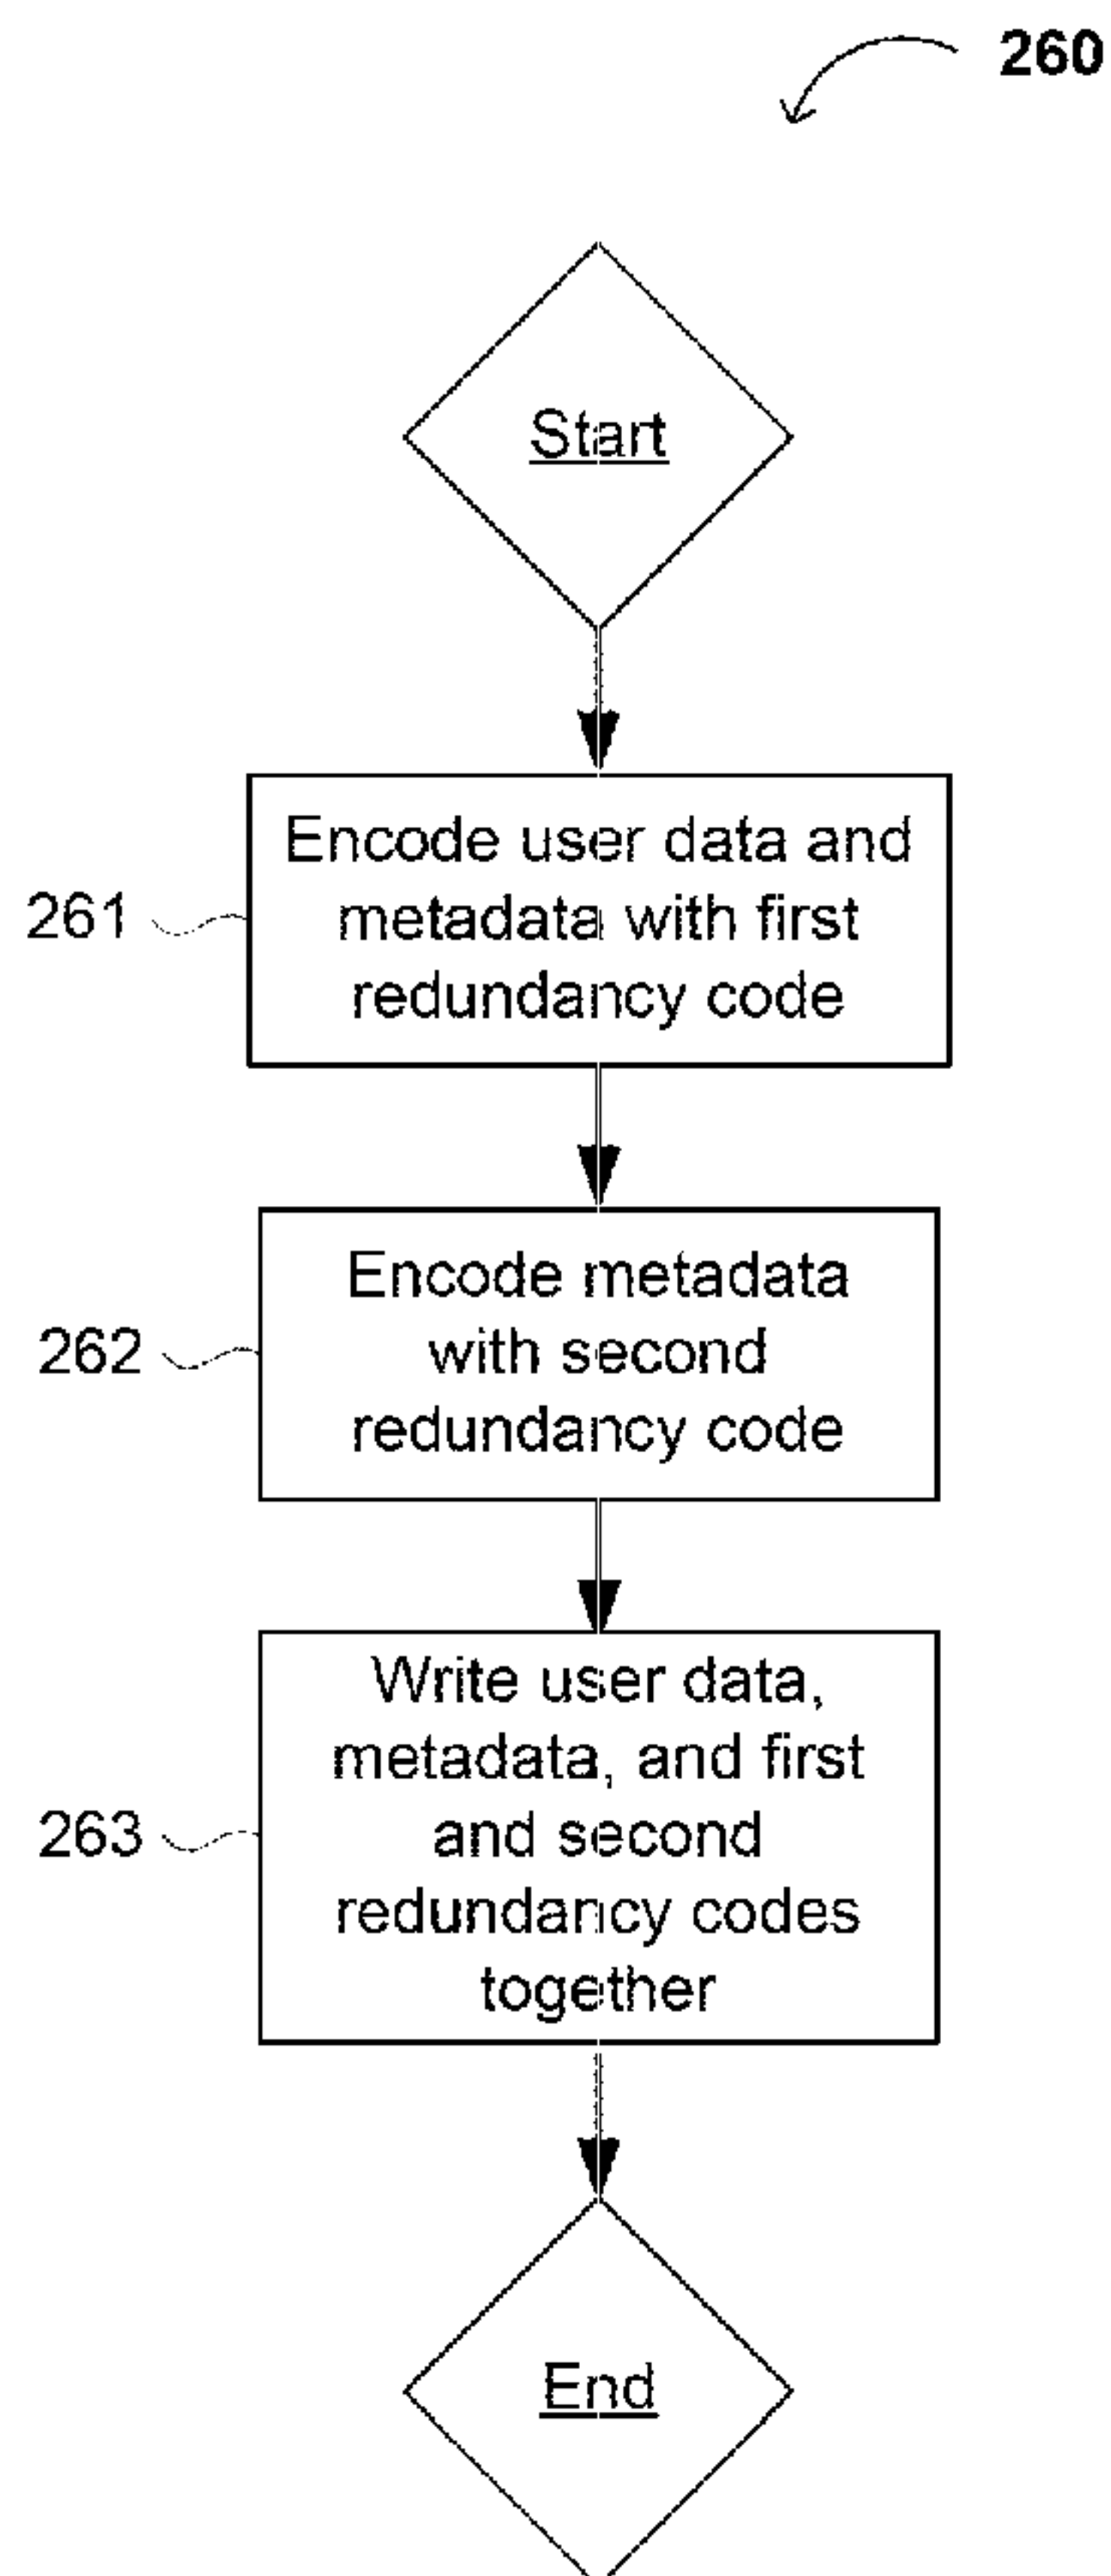 260
Start
Encode user data and
metadata with first
redundancy code
261
Encode metadata
with second
redundancy code
262
Write user data,
metadata, and first
and second
redundancy codes
together
263
End